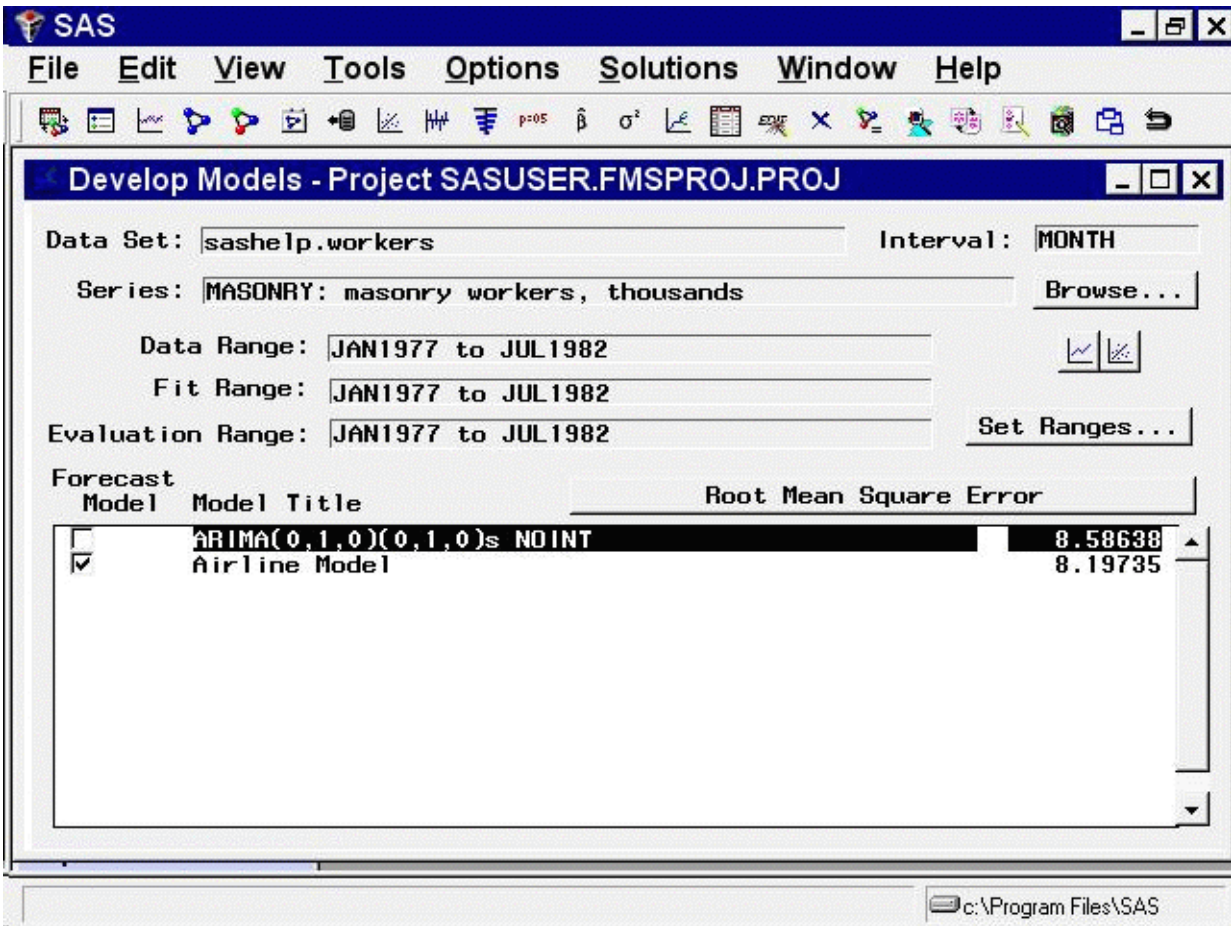 SAS
File Edit View Tools Options Solutions Window Help
p=05 β̂ σ²
Develop Models - Project SASUSER.FMSPROJ.PROJ
Data Set: sashelp.workers Interval: MONTH
Series: MASONRY: masonry workers, thousands Browse...
Data Range: JAN1977 to JUL1982
Fit Range: JAN1977 to JUL1982
Evaluation Range: JAN1977 to JUL1982 Set Ranges...
Forecast
Model Model Title Root Mean Square Error
ARIMA(0,1,0)(0,1,0)s NOINT 8.58638
Airline Model 8.19735
c:\Program Files\SAS